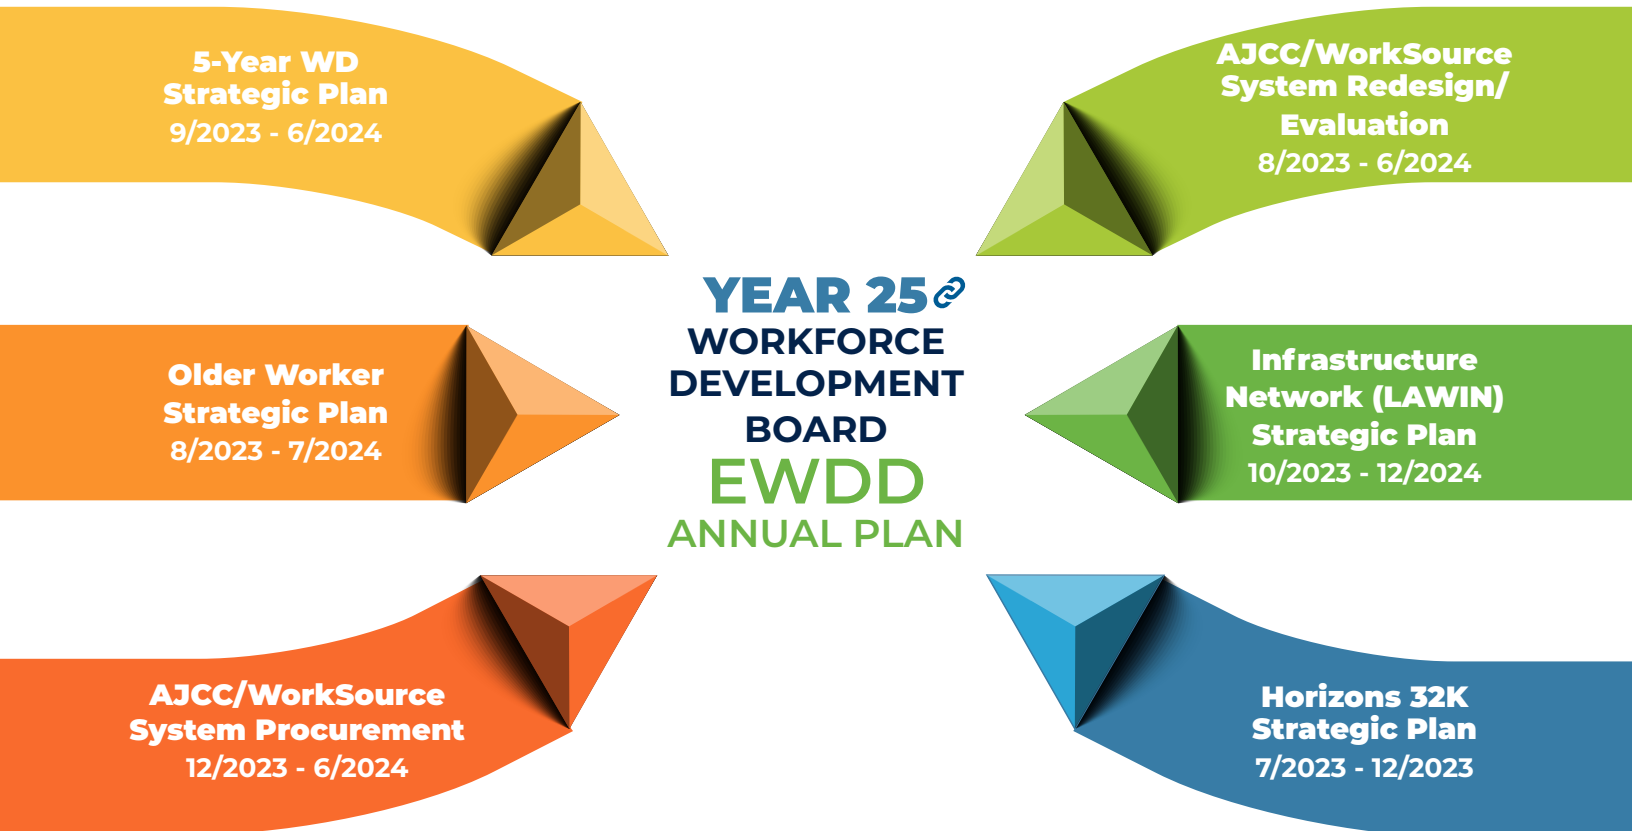 5-Year WD
Strategic Plan
9/2023 - 6/2024
AJCC/WorkSource
System Redesign/
Evaluation
8/2023 - 6/2024
YEAR 25
WORKFORCE
DEVELOPMENT
BOARD
EWDD
ANNUAL PLAN
Older Worker
Strategic Plan
8/2023 - 7/2024
Infrastructure
Network (LAWIN)
Strategic Plan
10/2023 - 12/2024
AJCC/WorkSource
System Procurement
12/2023 - 6/2024
Horizons 32K
Strategic Plan
7/2023 - 12/2023